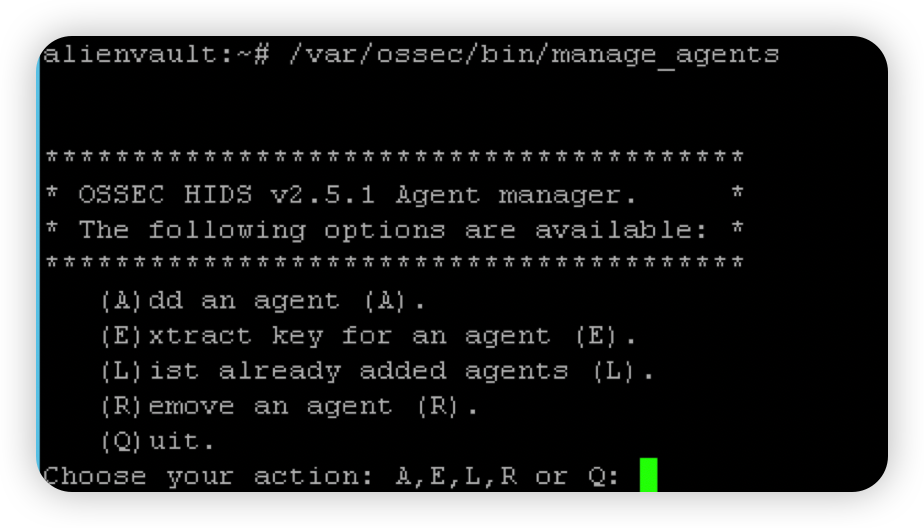 alienvault:~# /var/ossec/bin/manage_agents
****************************************
* OSSEC HIDS v2.5.1 Agent manager.     *
* The following options are available: *
****************************************
(A)dd an agent (A).
(E)xtract key for an agent (E).
(L)ist already added agents (L).
(R)emove an agent (R).
(Q)uit.
Choose your action: A,E,L,R or Q: